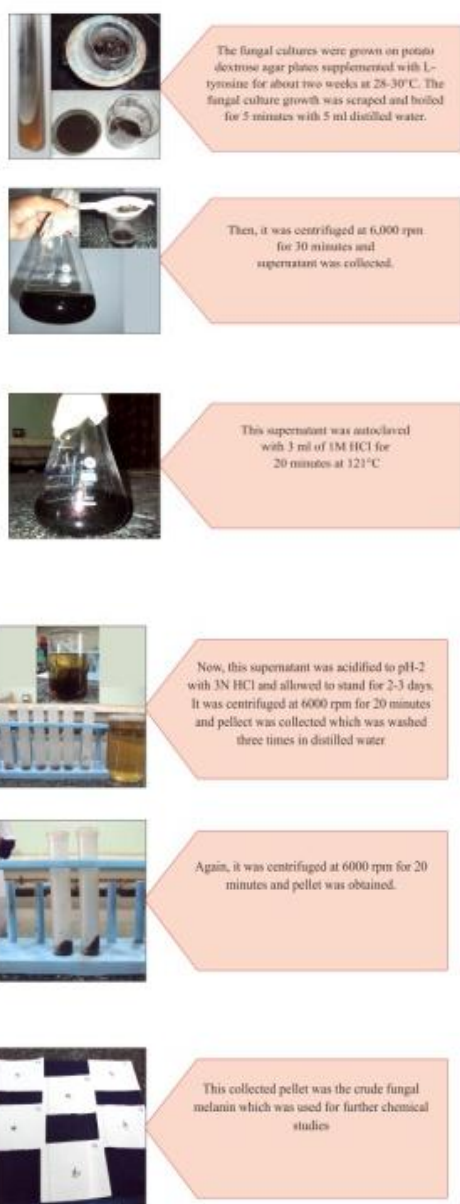 The fungal cultures were grown on potato
dextrose agar plates supplemented with L-
tyrosine for about two weeks at 28-30°C. The
fungal culture growth was scraped and boiled
for 5 minutes with 5 ml distilled water.
Then, it was centrifuged at 6,000 rpm
for 30 minutes and
supernatant was collected.
This supernatant was autoclaved
with 3 ml of 1M HCl for
20 minutes at 121°C
Now, this supernatant was acidified to pH-2
with 3N HCl and allowed to stand for 2-3 days.
It was centrifuged at 6000 rpm for 20 minutes
and pellect was collected which was washed
three times in distilled water
Again, it was centrifuged at 6000 rpm for 20
minutes and pellet was obtained.
This collected pellet was the crude fungal
melanin which was used for further chemical
studies